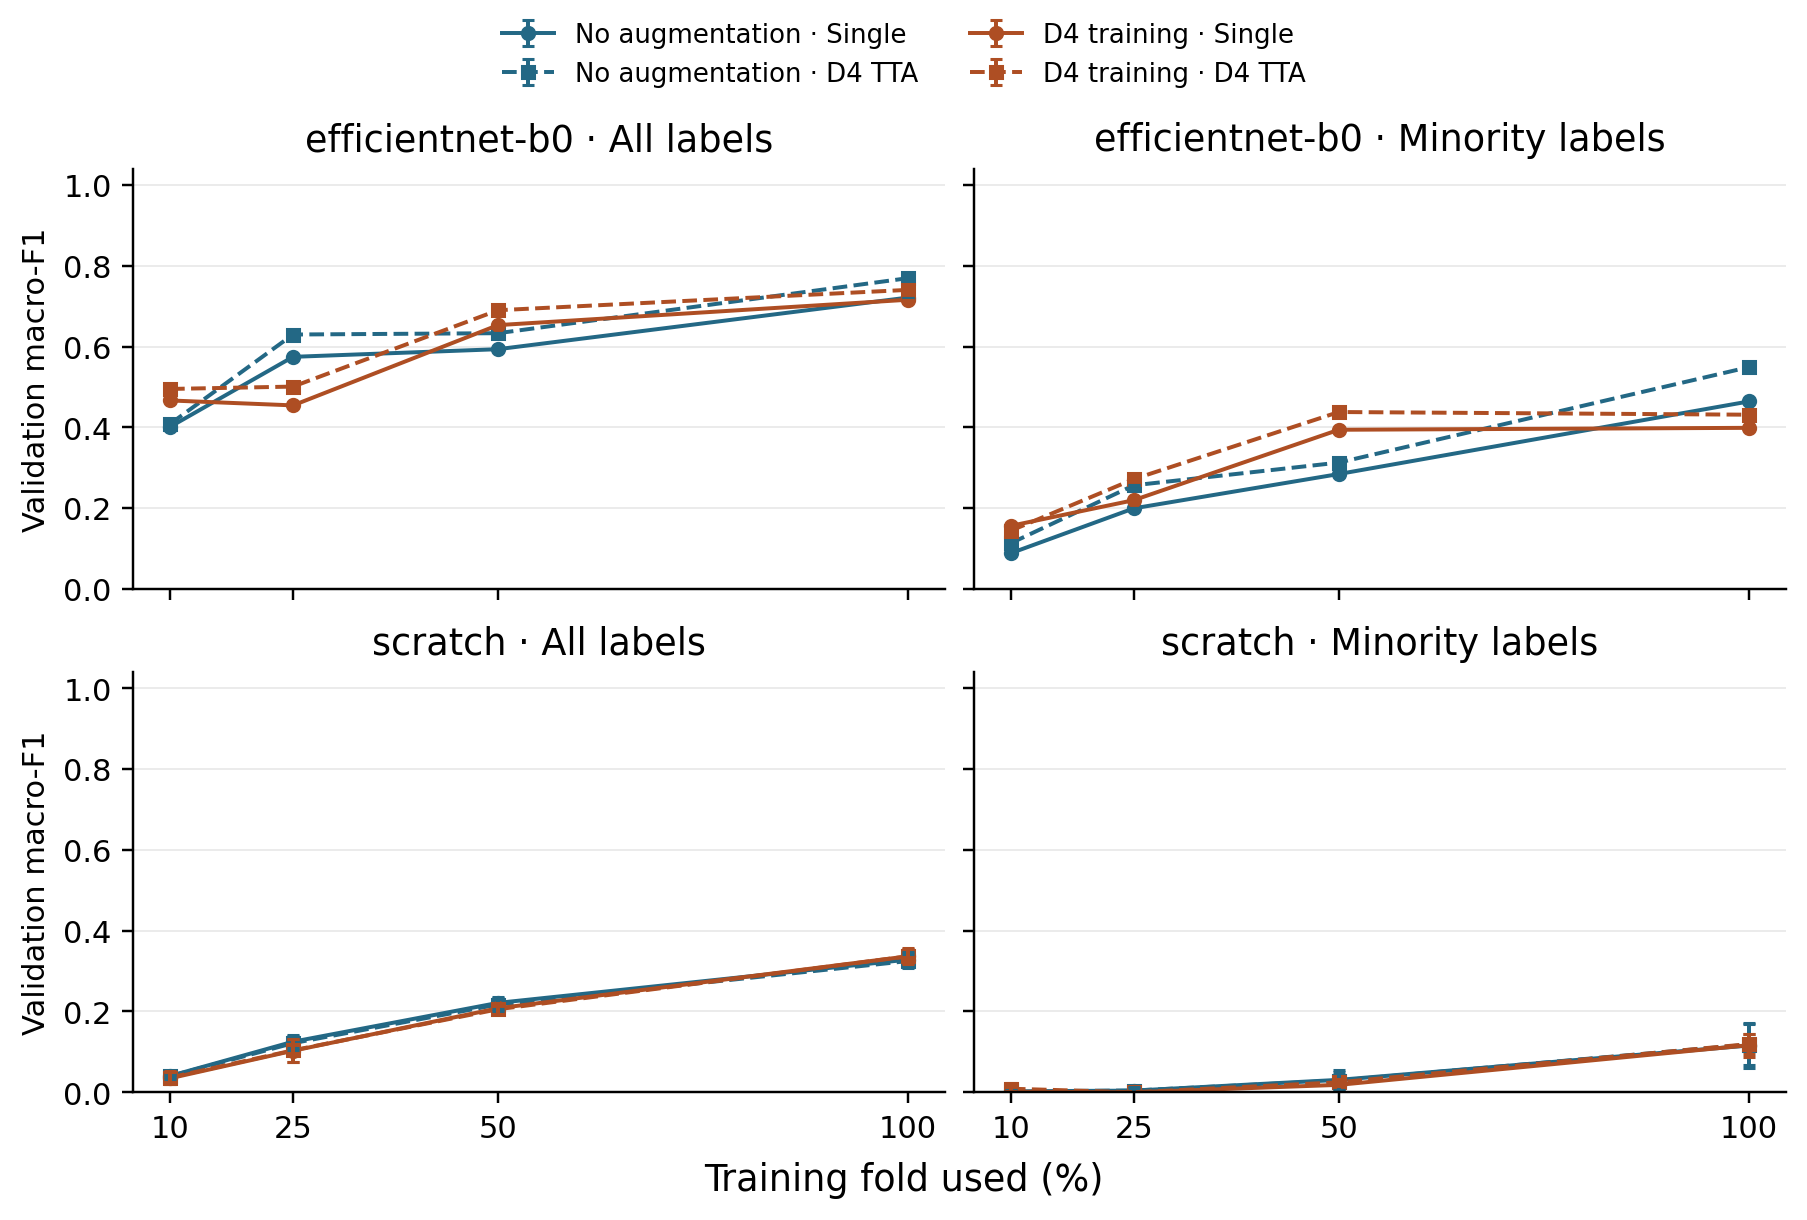 No augmentation · Single
D4 training · Single
No augmentation · D4 TTA
D4 training · D4 TTA
efficientnet-b0 · All labels
efficientnet-b0 · Minority labels
Validation macro-F1
1.0
0.8
0.6
0.4
0.2
0.0
scratch · All labels
scratch · Minority labels
Validation macro-F1
1.0
0.8
0.6
0.4
0.2
0.0
10 25 50 100
10 25 50 100
Training fold used (%)